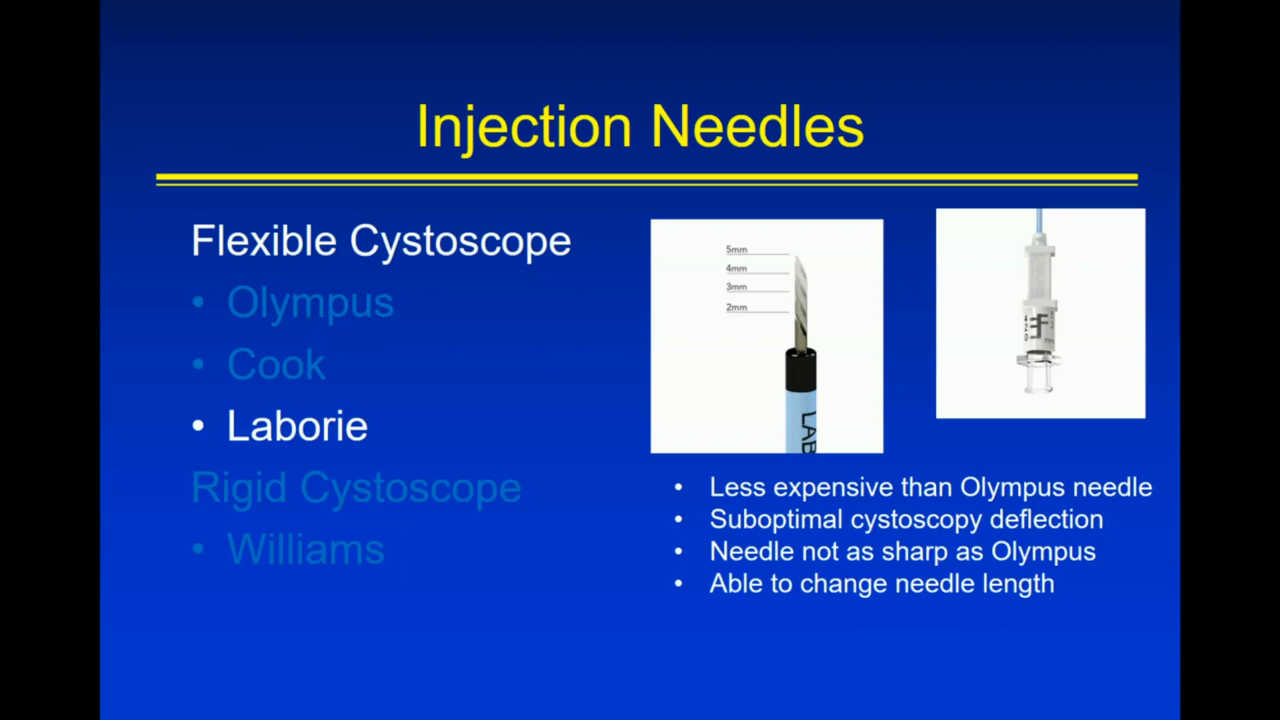 Injection Needles
Flexible Cystoscope
• Olympus
• Cook
• Laborie
Rigid Cystoscope
• Williams
5mm
4mm
3mm
2mm
LAB
• Less expensive than Olympus needle
• Suboptimal cystoscopy deflection
• Needle not as sharp as Olympus
• Able to change needle length